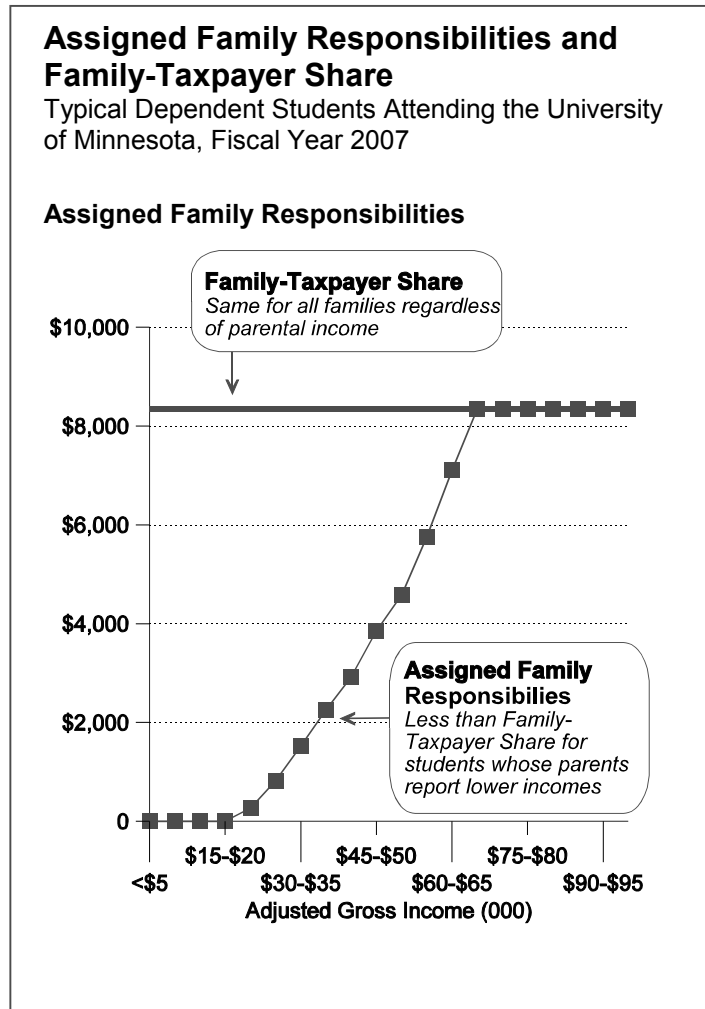 Assigned Family Responsibilities and
Family-Taxpayer Share
Typical Dependent Students Attending the University
of Minnesota, Fiscal Year 2007
Assigned Family Responsibilities
Family-Taxpayer Share
Same for all families regardless
of parental income
$10,000
$8,000
$6,000
$4,000
Assigned Family
Responsibilies
Less than Family-
Taxpayer Share for
students whose parents
report lower incomes
$2,000
0
$15-$20 $45-$50 $75-$80
<$5 $30-$35 $60-$65 $90-$95
Adjusted Gross Income (000)